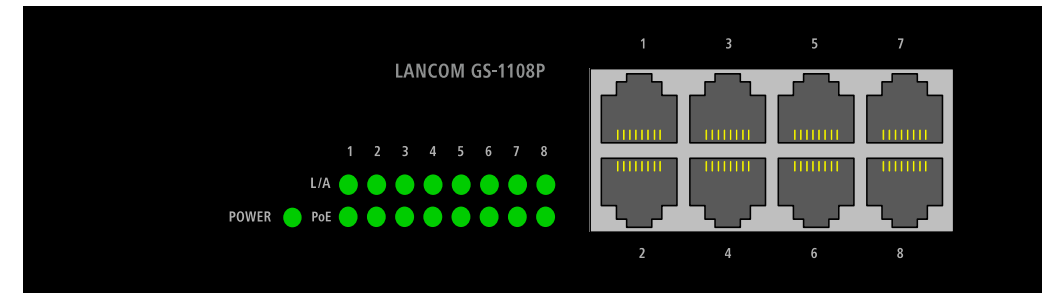 1 3 5 7
LANCOM GS-1108P
1 2 3 4 5 6 7 8
L/A
POWER PoE
2 4 6 8